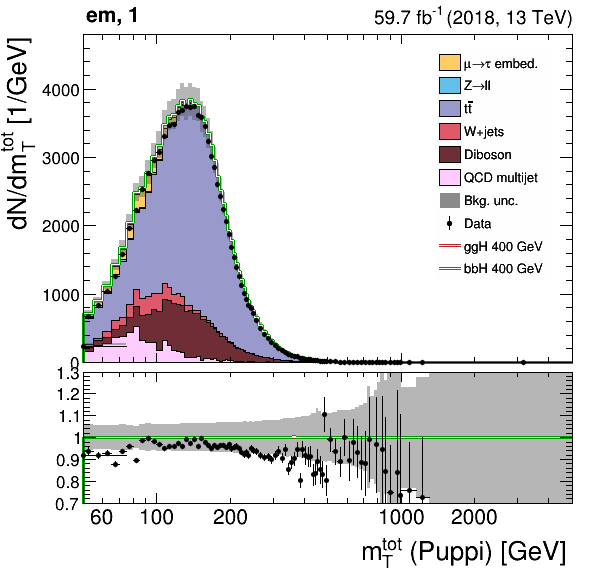 em, 1
59.7 fb⁻¹ (2018, 13 TeV)
dN/dm_T^tot [1/GeV]
4000
3000
2000
1000
0
μ→τ embed.
Z→ll
tt̅
W+jets
Diboson
QCD multijet
Bkg. unc.
Data
ggH 400 GeV
bbH 400 GeV
1.3
1.2
1.1
1
0.9
0.8
0.7
60 100 200 1000 2000
m_T^tot (Puppi) [GeV]